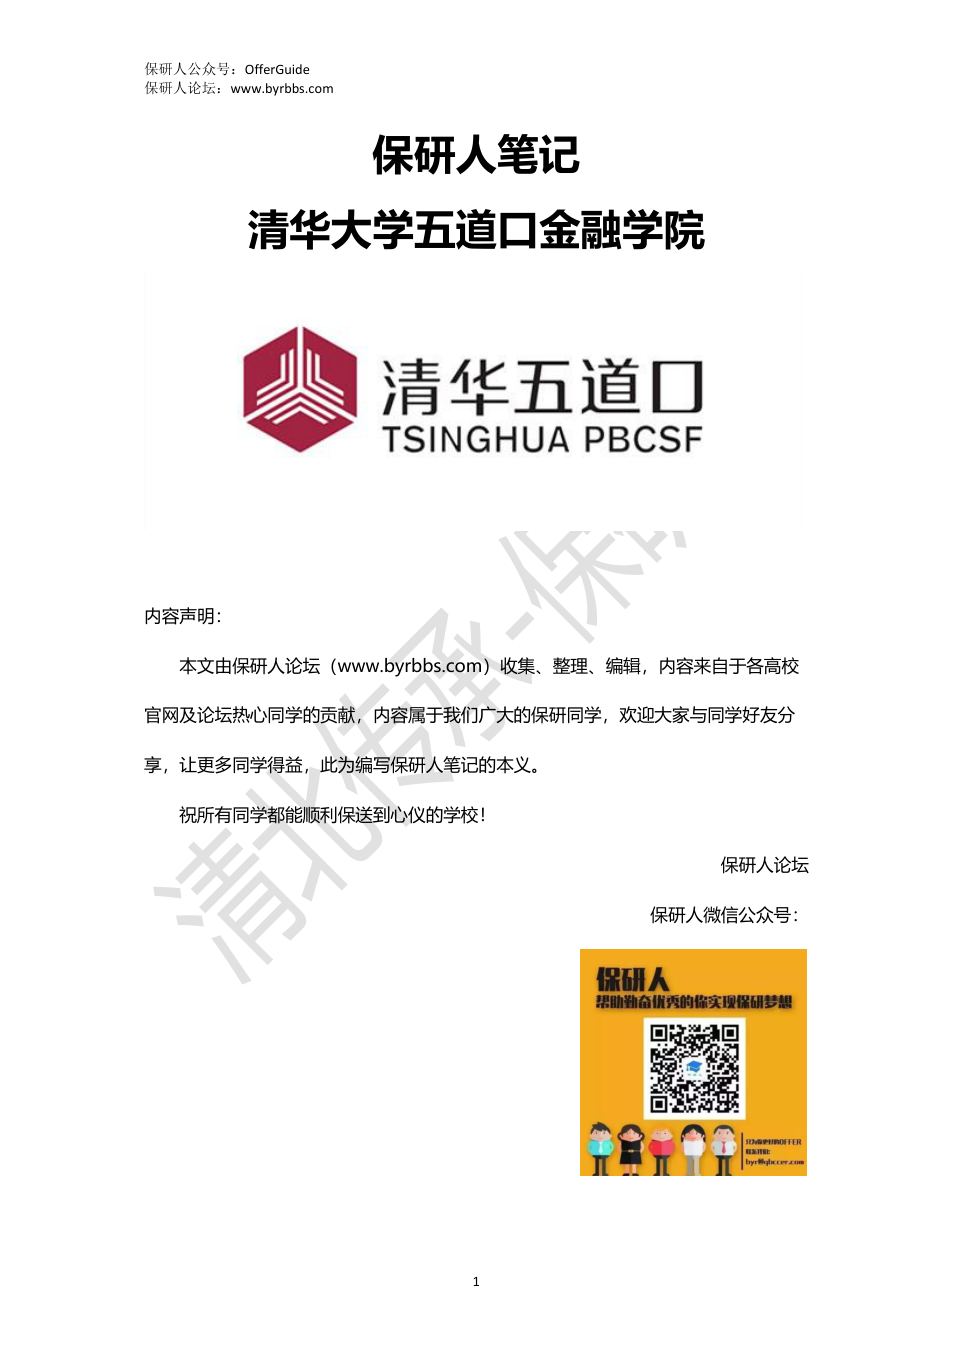 保研人公众号：OfferGuide
保研人论坛：www.byrbbs.com
保研人笔记
清华大学五道口金融学院
清华五道口
TSINGHUA PBCSF
内容声明：
本文由保研人论坛（www.byrbbs.com）收集、整理、编辑，内容来自于各高校
官网及论坛热心同学的贡献，内容属于我们广大的保研同学，欢迎大家与同学好友分
享，让更多同学得益，此为编写保研人笔记的本义。
祝所有同学都能顺利保送到心仪的学校！
保研人论坛
保研人微信公众号：
保研人
帮助勤奋优秀的你实现保研梦想
清北传承-保研
1